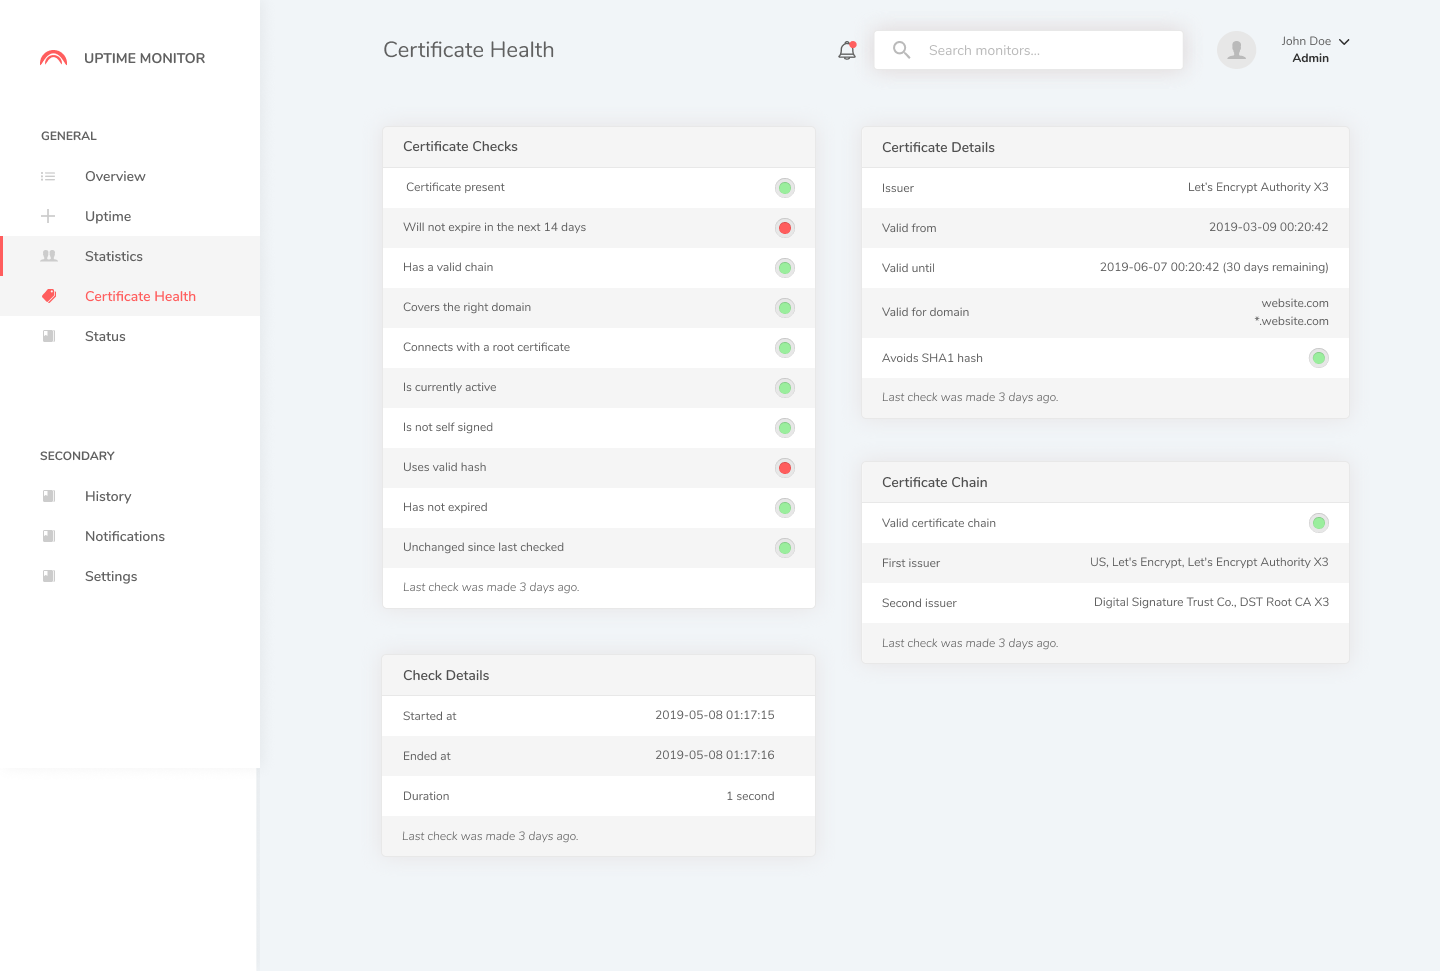 UPTIME MONITOR
GENERAL
Overview
Uptime
Statistics
Certificate Health
Status
SECONDARY
History
Notifications
Settings
Certificate Health
Search monitors...
John Doe
Admin
Certificate Checks
Certificate present
Will not expire in the next 14 days
Has a valid chain
Covers the right domain
Connects with a root certificate
Is currently active
Is not self signed
Uses valid hash
Has not expired
Unchanged since last checked
Last check was made 3 days ago.
Check Details
Started at 2019-05-08 01:17:15
Ended at 2019-05-08 01:17:16
Duration 1 second
Last check was made 3 days ago.
Certificate Details
Issuer Let’s Encrypt Authority X3
Valid from 2019-03-09 00:20:42
Valid until 2019-06-07 00:20:42 (30 days remaining)
Valid for domain website.com
*.website.com
Avoids SHA1 hash
Last check was made 3 days ago.
Certificate Chain
Valid certificate chain
First issuer US, Let's Encrypt, Let's Encrypt Authority X3
Second issuer Digital Signature Trust Co., DST Root CA X3
Last check was made 3 days ago.